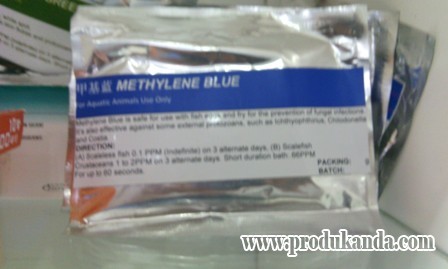 甲基蓝 METHYLENE BLUE
For Aquatic Animals Use Only
Methylene Blue is safe for use with fish eggs and fry for the prevention of fungal infections.
It's also effective against some external protozoans, such as Ichthyophthirius, Chilodonella
and Costia.
DIRECTION:
(A) Scaleless fish 0.1 PPM (Indefinite) on 3 alternate days. (B) Scalefish
Crustaceans 1 to 2PPM on 3 alternate days. Short duration bath: 66PPM
For up to 60 seconds.
PACKING:
BATCH:
www.produkanda.com